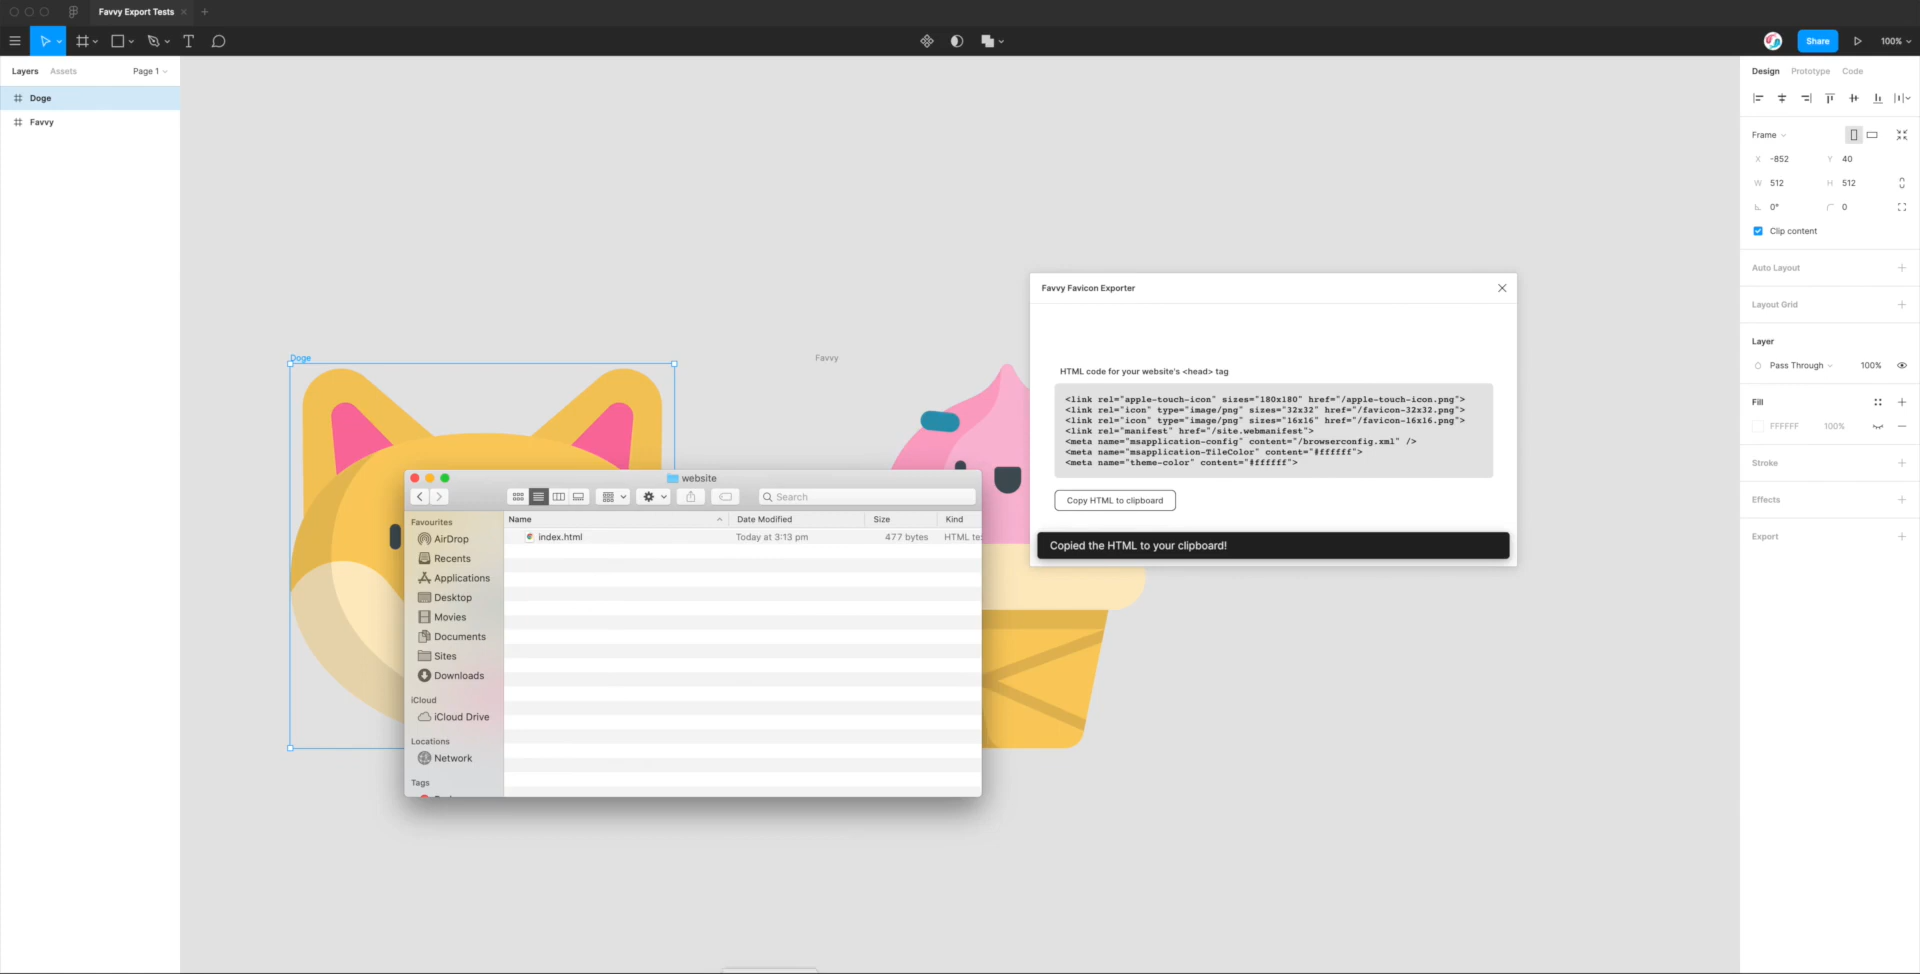 Favvy Export Tests
Share
100%
Layers
Assets
Page 1
Doge
Favvy
Design
Prototype
Code
Frame
X -852
Y 40
W 512
H 512
0°
0
Clip content
Auto Layout
Layout Grid
Layer
Pass Through
100%
Fill
FFFFFF
100%
Stroke
Effects
Export
Doge
Favvy
Favvy Favicon Exporter
HTML code for your website's <head> tag
<link rel="apple-touch-icon" sizes="180x180" href="/apple-touch-icon.png">
<link rel="icon" type="image/png" sizes="32x32" href="/favicon-32x32.png">
<link rel="icon" type="image/png" sizes="16x16" href="/favicon-16x16.png">
<link rel="manifest" href="/site.webmanifest">
<meta name="msapplication-config" content="/browserconfig.xml" />
<meta name="msapplication-TileColor" content="#ffffff">
<meta name="theme-color" content="#ffffff">
Copy HTML to clipboard
Copied the HTML to your clipboard!
website
Search
Favourites
AirDrop
Recents
Applications
Desktop
Movies
Documents
Sites
Downloads
iCloud
iCloud Drive
Locations
Network
Tags
Name
Date Modified
Size
Kind
index.html
Today at 3:13 pm
477 bytes
HTML te